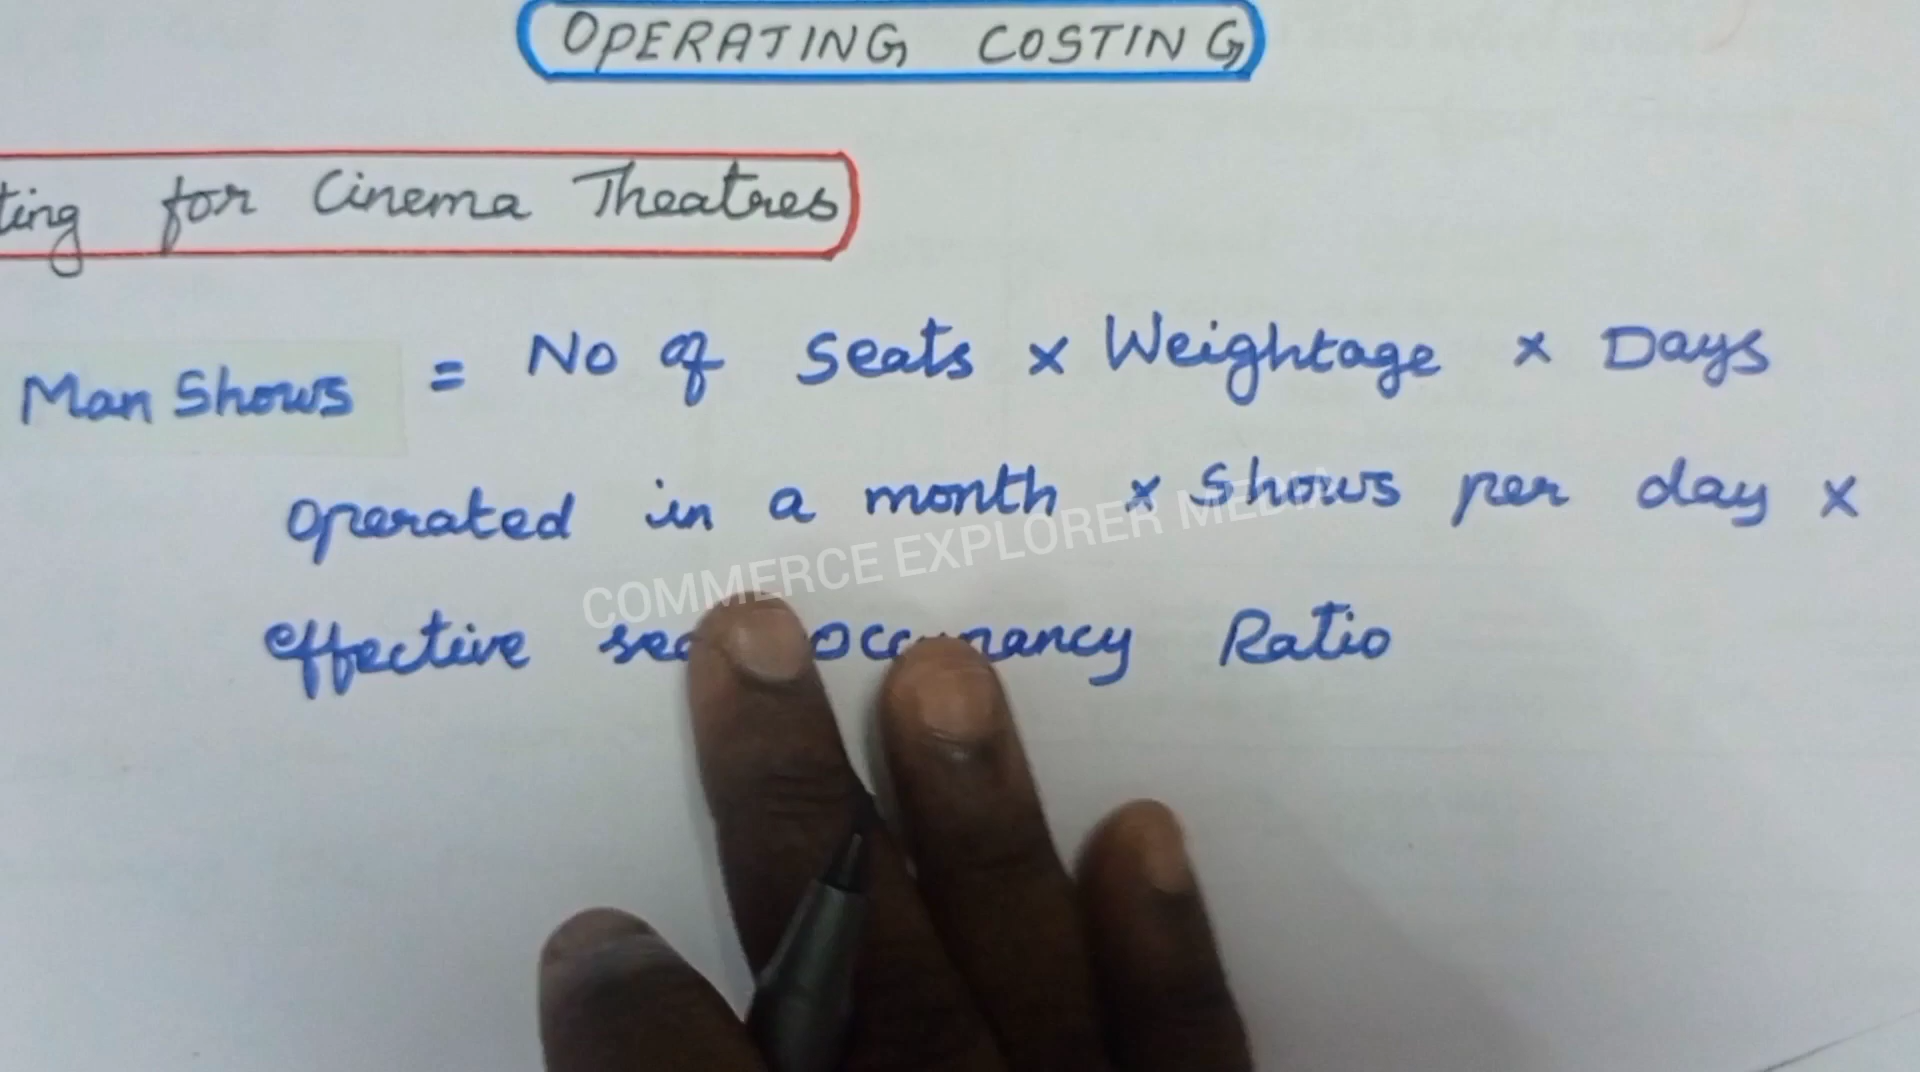 OPERATING COSTING
ting for Cinema Theatres
Man Shows = No of Seats x Weightage x Days
operated in a month x Shows per day x
effective Ratio
COMMERCE EXPLORER MEDIA